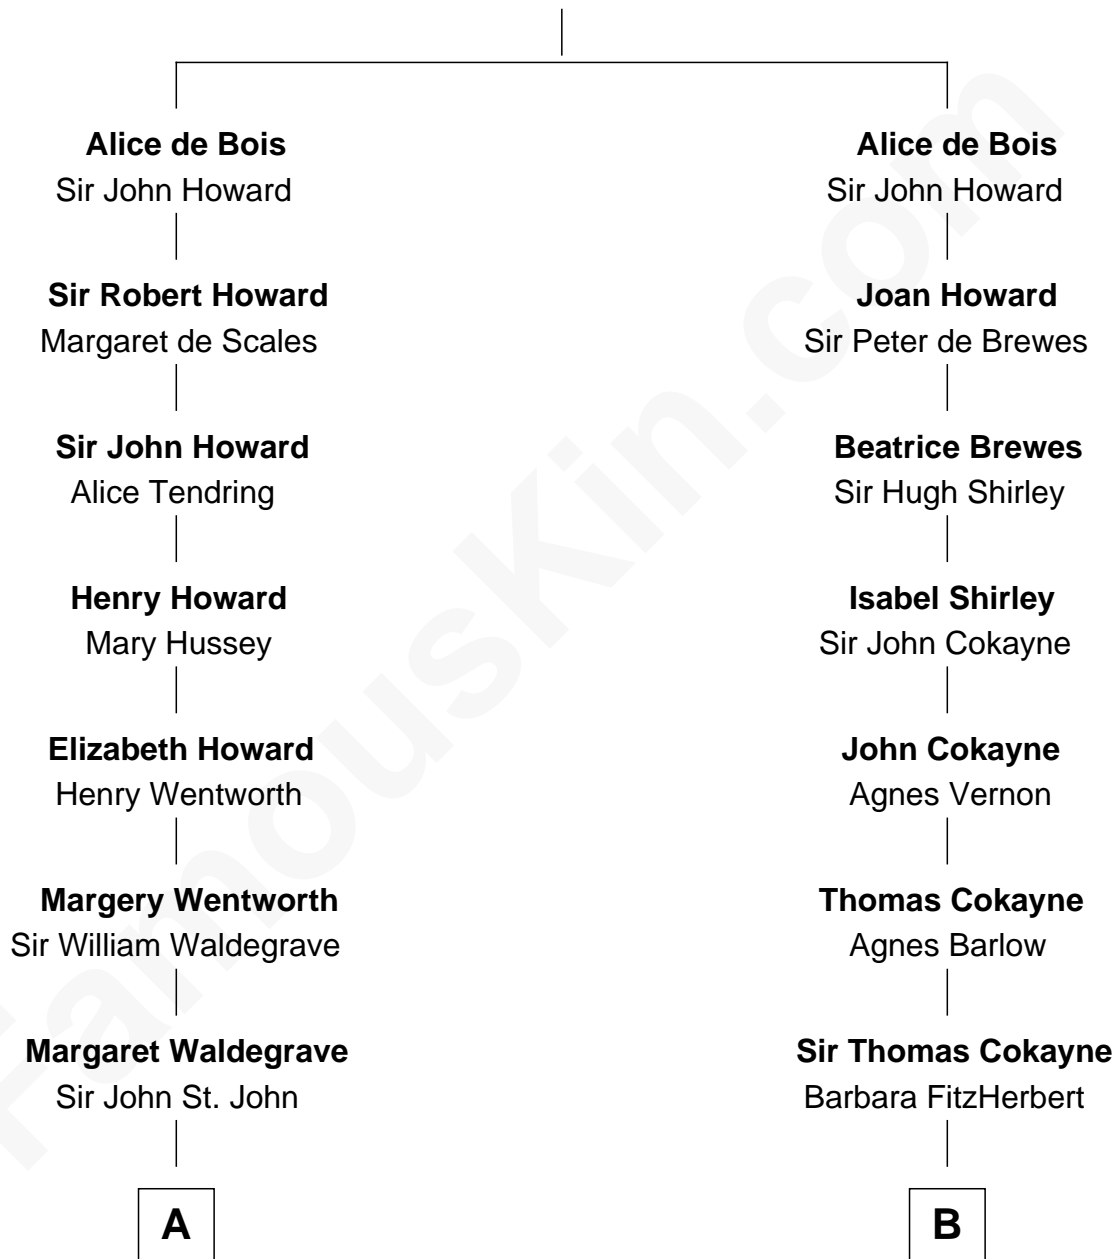 Alice de Bois
Sir John Howard
Sir Robert Howard
Margaret de Scales
Sir John Howard
Alice Tendring
Henry Howard
Mary Hussey
Elizabeth Howard
Henry Wentworth
Margery Wentworth
Sir William Waldegrave
Margaret Waldegrave
Sir John St. John
A
Alice de Bois
Sir John Howard
Joan Howard
Sir Peter de Brewes
Beatrice Brewes
Sir Hugh Shirley
Isabel Shirley
Sir John Cokayne
John Cokayne
Agnes Vernon
Thomas Cokayne
Agnes Barlow
Sir Thomas Cokayne
Barbara FitzHerbert
B
FamousKin.com